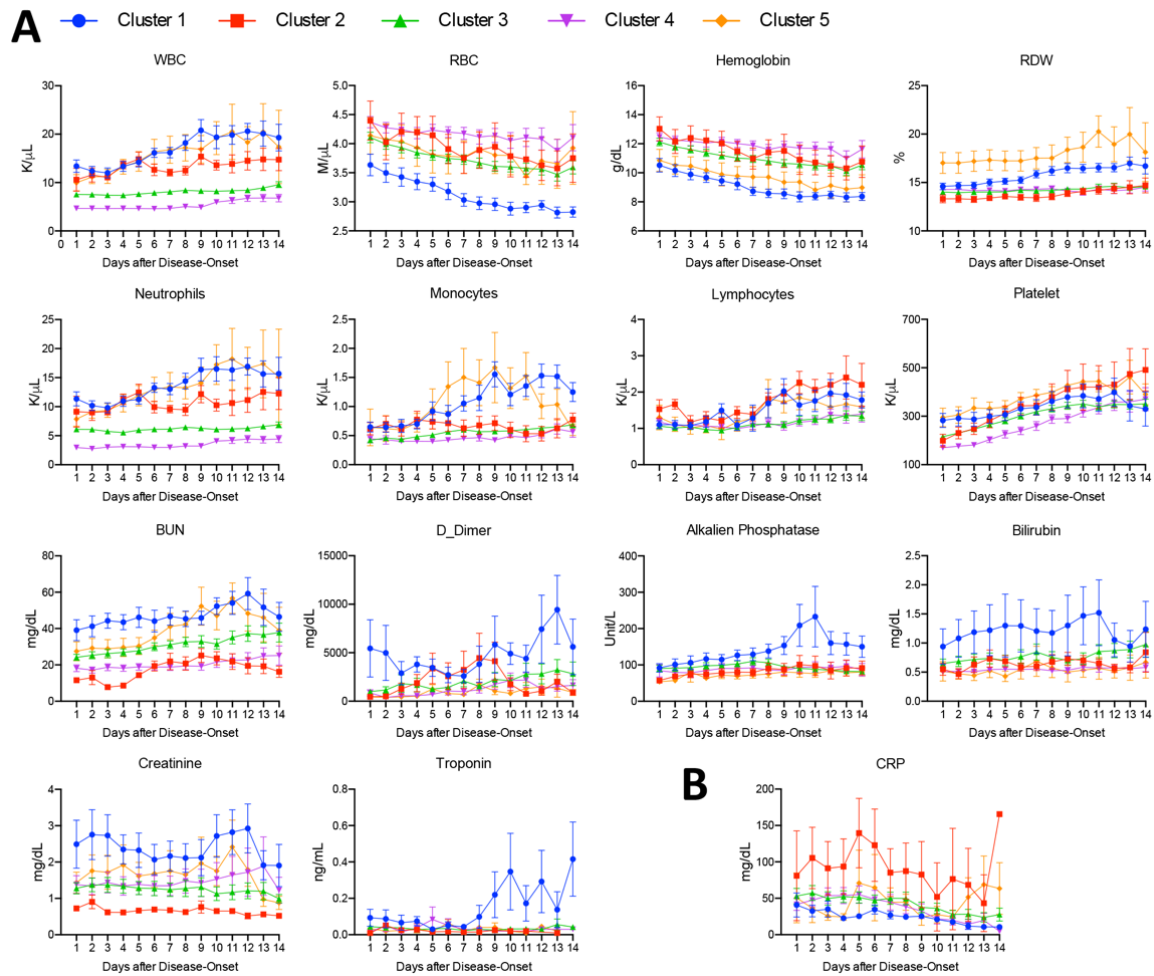 A
Cluster 1 Cluster 2 Cluster 3 Cluster 4 Cluster 5
WBC RBC Hemoglobin RDW
K/μL
30
20
10
0
0
1 2 3 4 5 6 7 8 9 10 11 12 13 14
Days after Disease-Onset
M/μL
5.0
4.5
4.0
3.5
3.0
2.5
1 2 3 4 5 6 7 8 9 10 11 12 13 14
Days after Disease-Onset
g/dL
16
14
12
10
8
6
1 2 3 4 5 6 7 8 9 10 11 12 13 14
Days after Disease-Onset
%
25
20
15
10
1 2 3 4 5 6 7 8 9 10 11 12 13 14
Days after Disease-Onset
Neutrophils Monocytes Lymphocytes Platelet
K/μL
25
20
15
10
5
0
1 2 3 4 5 6 7 8 9 10 11 12 13 14
Days after Disease-Onset
K/μL
2.5
2.0
1.5
1.0
0.5
0.0
1 2 3 4 5 6 7 8 9 10 11 12 13 14
Days after Disease-Onset
K/μL
4
3
2
1
0
1 2 3 4 5 6 7 8 9 10 11 12 13 14
Days after Disease-Onset
K/μL
700
500
300
100
1 2 3 4 5 6 7 8 9 10 11 12 13 14
Days after Disease-Onset
BUN D_Dimer Alkalien Phosphatase Bilirubin
mg/dL
80
60
40
20
0
1 2 3 4 5 6 7 8 9 10 11 12 13 14
Days after Disease-Onset
mg/dL
15000
10000
5000
0
1 2 3 4 5 6 7 8 9 10 11 12 13 14
Days after Disease-Onset
Unit/L
400
300
200
100
0
1 2 3 4 5 6 7 8 9 10 11 12 13 14
Days after Disease-Onset
mg/dL
2.5
2.0
1.5
1.0
0.5
0.0
1 2 3 4 5 6 7 8 9 10 11 12 13 14
Days after Disease-Onset
Creatinine Troponin
mg/dL
4
3
2
1
0
1 2 3 4 5 6 7 8 9 10 11 12 13 14
Days after Disease-Onset
ng/mL
0.8
0.6
0.4
0.2
0.0
1 2 3 4 5 6 7 8 9 10 11 12 13 14
Days after Disease-Onset
B
CRP
mg/dL
200
150
100
50
0
1 2 3 4 5 6 7 8 9 10 11 12 13 14
Days after Disease-Onset